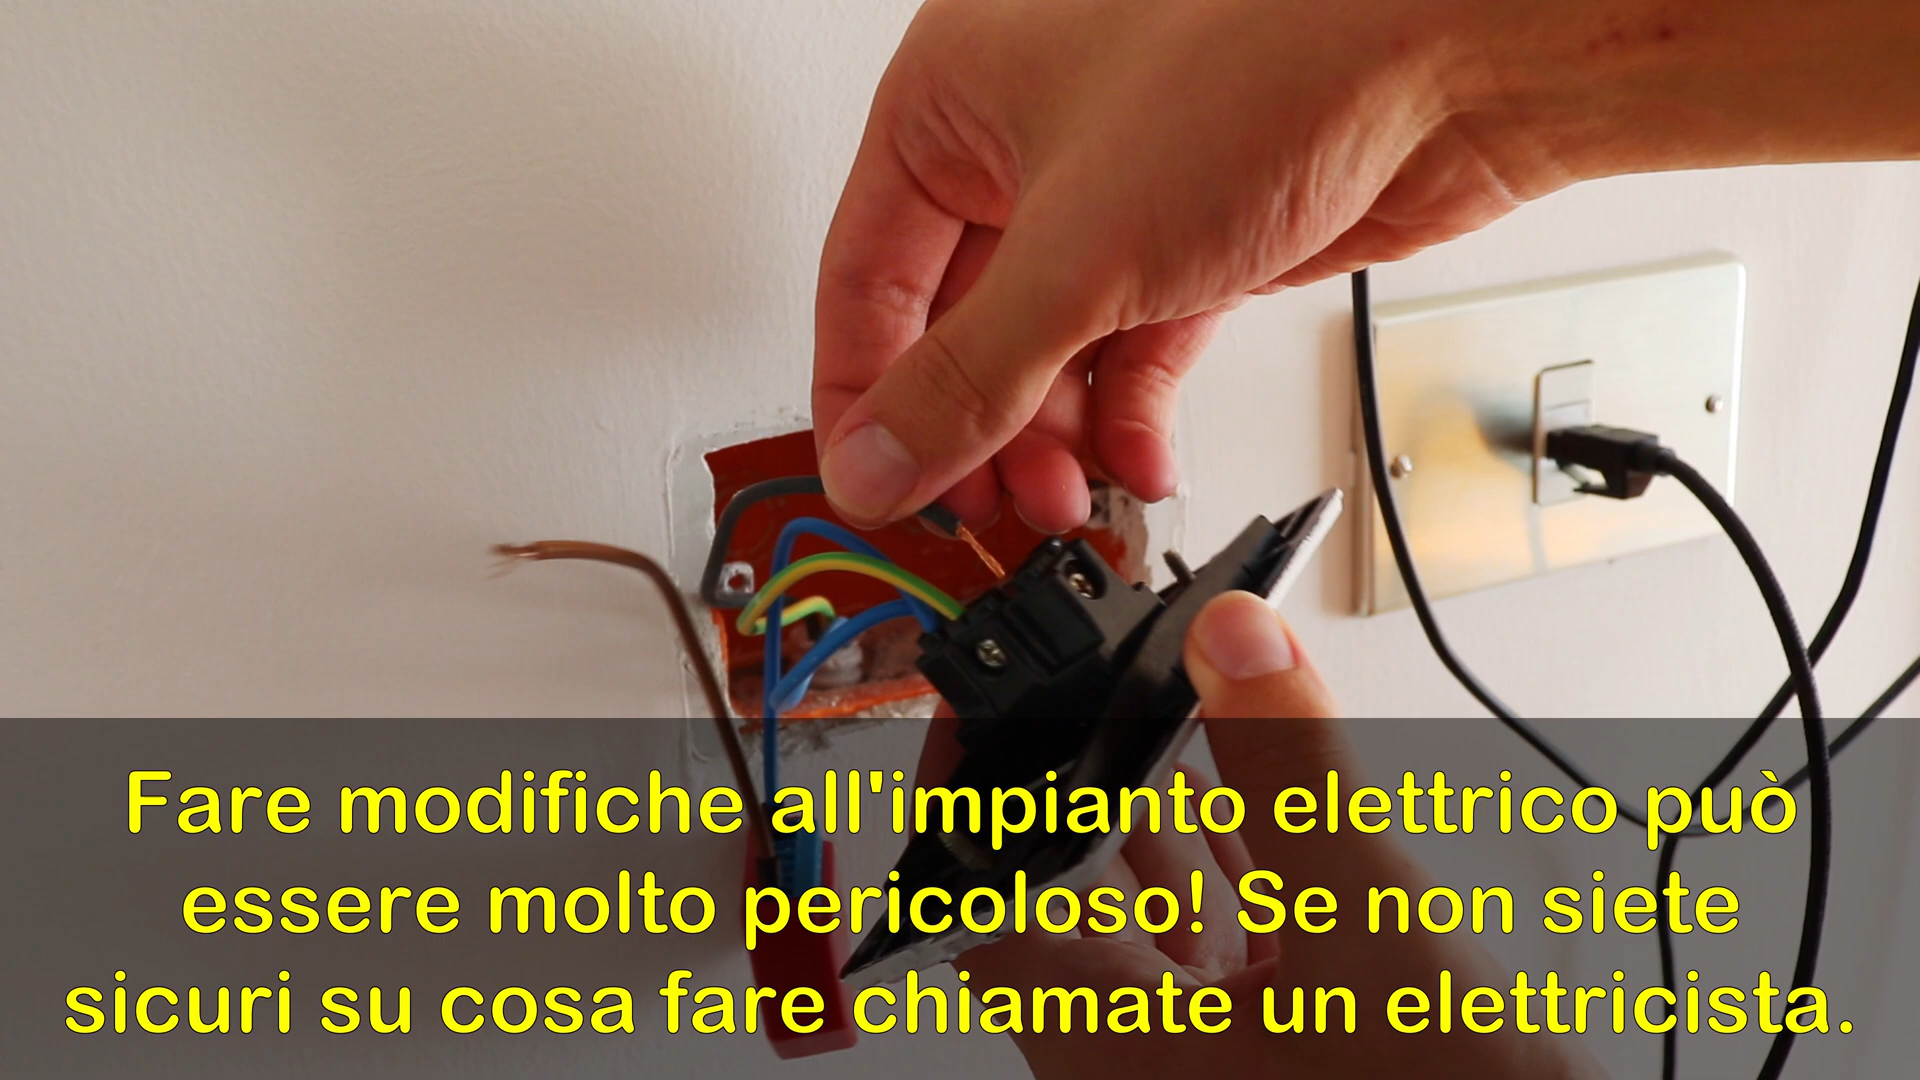 Fare modifiche all'impianto elettrico può
essere molto pericoloso! Se non siete
sicuri su cosa fare chiamate un elettricista.